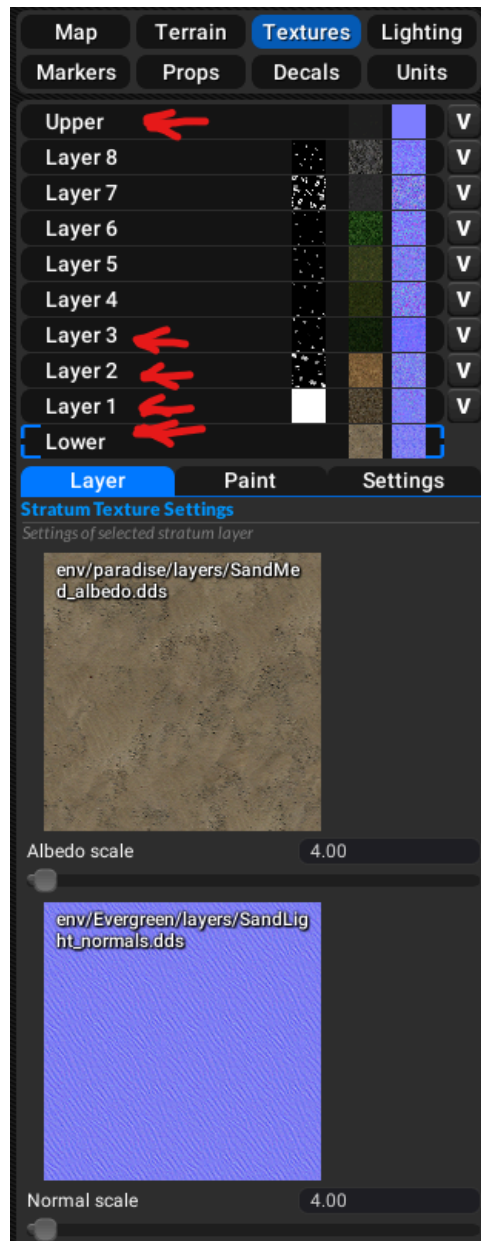 Map Terrain Textures Lighting
Markers Props Decals Units
Upper V
Layer 8 V
Layer 7 V
Layer 6 V
Layer 5 V
Layer 4 V
Layer 3 V
Layer 2 V
Layer 1 V
Lower
Layer Paint Settings
Stratum Texture Settings
Settings of selected stratum layer
env/paradise/layers/SandMe
d_albedo.dds
Albedo scale 4.00
env/Evergreen/layers/SandLig
ht_normals.dds
Normal scale 4.00